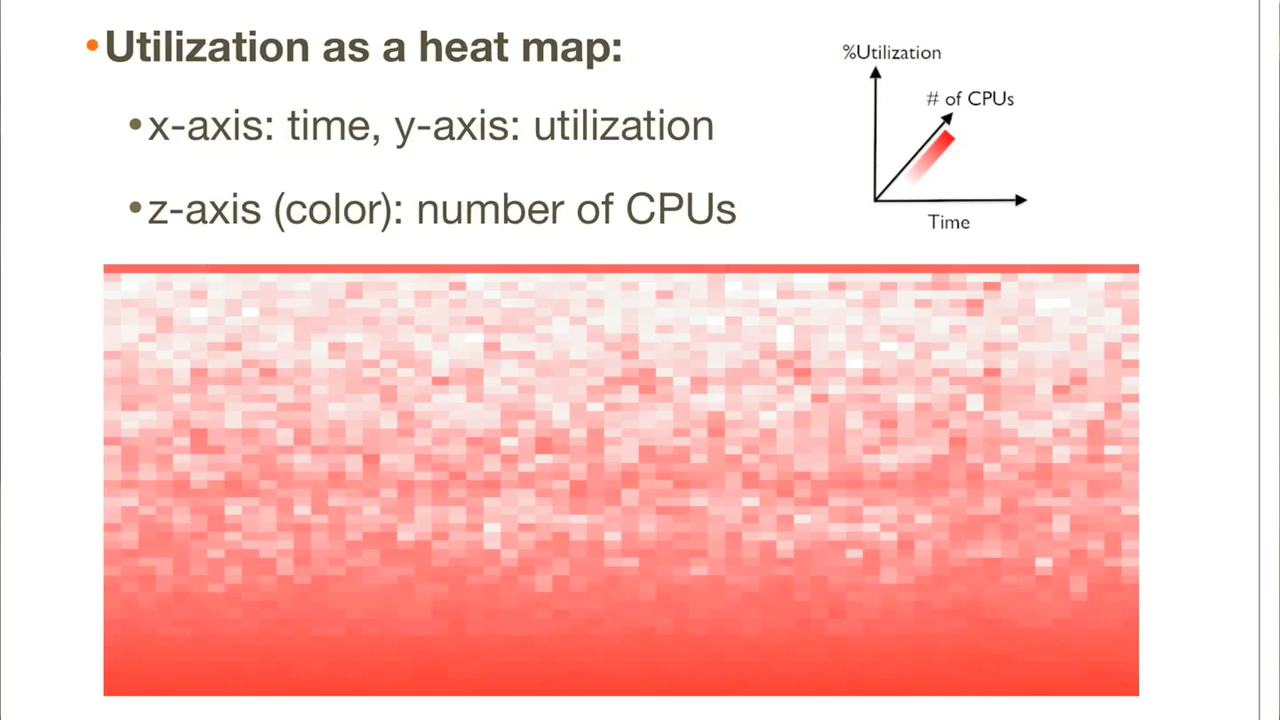 •Utilization as a heat map:
•x-axis: time, y-axis: utilization
•z-axis (color): number of CPUs
%Utilization
# of CPUs
Time